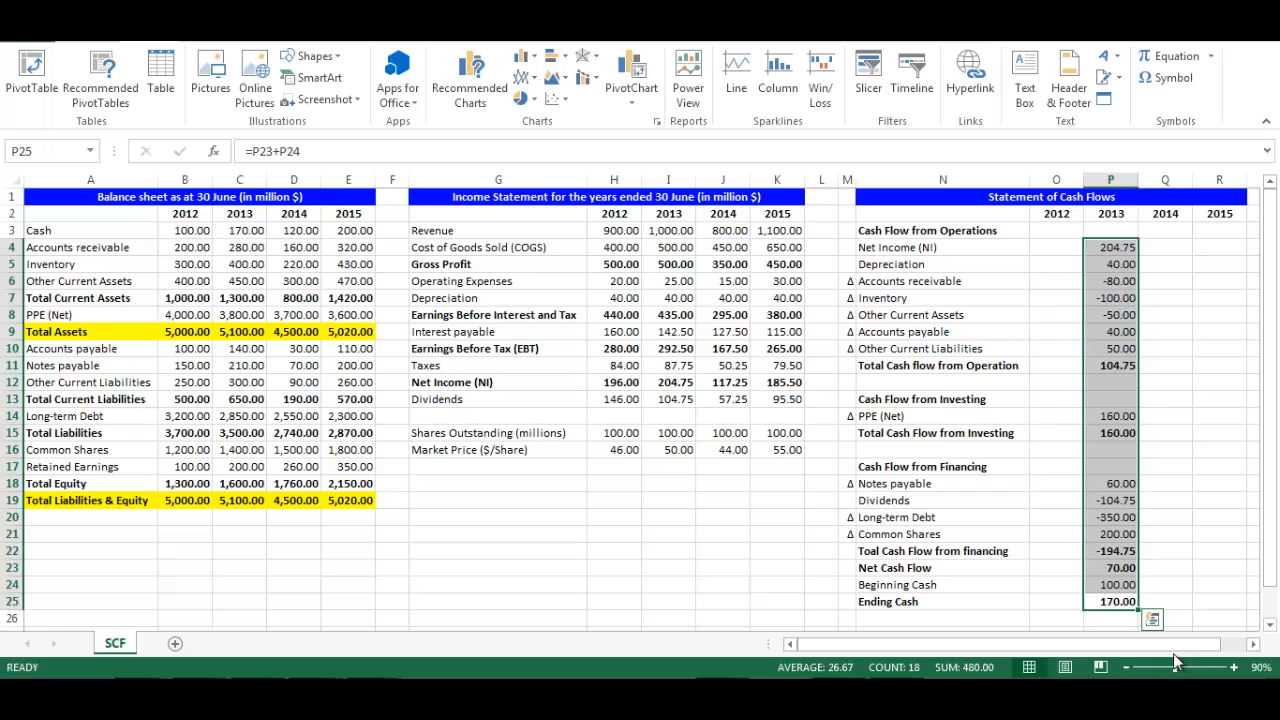 PivotTable Recommended PivotTables Table Pictures Online Pictures Shapes SmartArt Screenshot Apps for Office Recommended Charts PivotChart Power View Line Column Win/Loss Slicer Timeline Hyperlink Text Box Header & Footer Equation Symbol
Tables Illustrations Apps Charts Reports Sparklines Filters Links Text Symbols
P25 fx =P23+P24
A B C D E F G H I J K L M N O P Q R
1 Balance sheet as at 30 June (in million $) Income Statement for the years ended 30 June (in million $) Statement of Cash Flows
2 2012 2013 2014 2015 2012 2013 2014 2015 2012 2013 2014 2015
3 Cash 100.00 170.00 120.00 200.00 Revenue 900.00 1,000.00 800.00 1,100.00 Cash Flow from Operations
4 Accounts receivable 200.00 280.00 160.00 320.00 Cost of Goods Sold (COGS) 400.00 500.00 450.00 650.00 Net Income (NI) 204.75
5 Inventory 300.00 400.00 220.00 430.00 Gross Profit 500.00 500.00 350.00 450.00 Depreciation 40.00
6 Other Current Assets 400.00 450.00 300.00 470.00 Operating Expenses 20.00 25.00 15.00 30.00 Δ Accounts receivable -80.00
7 Total Current Assets 1,000.00 1,300.00 800.00 1,420.00 Depreciation 40.00 40.00 40.00 40.00 Δ Inventory -100.00
8 PPE (Net) 4,000.00 3,800.00 3,700.00 3,600.00 Earnings Before Interest and Tax 440.00 435.00 295.00 380.00 Δ Other Current Assets -50.00
9 Total Assets 5,000.00 5,100.00 4,500.00 5,020.00 Interest payable 160.00 142.50 127.50 115.00 Δ Accounts payable 40.00
10 Accounts payable 100.00 140.00 30.00 110.00 Earnings Before Tax (EBT) 280.00 292.50 167.50 265.00 Δ Other Current Liabilities 50.00
11 Notes payable 150.00 210.00 70.00 200.00 Taxes 84.00 87.75 50.25 79.50 Total Cash flow from Operation 104.75
12 Other Current Liabilities 250.00 300.00 90.00 260.00 Net Income (NI) 196.00 204.75 117.25 185.50
13 Total Current Liabilities 500.00 650.00 190.00 570.00 Dividends 146.00 104.75 57.25 95.50 Cash Flow from Investing
14 Long-term Debt 3,200.00 2,850.00 2,550.00 2,300.00 Δ PPE (Net) 160.00
15 Total Liabilities 3,700.00 3,500.00 2,740.00 2,870.00 Shares Outstanding (millions) 100.00 100.00 100.00 100.00 Total Cash Flow from Investing 160.00
16 Common Shares 1,200.00 1,400.00 1,500.00 1,800.00 Market Price ($/Share) 46.00 50.00 44.00 55.00
17 Retained Earnings 100.00 200.00 260.00 350.00 Cash Flow from Financing
18 Total Equity 1,300.00 1,600.00 1,760.00 2,150.00 Δ Notes payable 60.00
19 Total Liabilities & Equity 5,000.00 5,100.00 4,500.00 5,020.00 Dividends -104.75
20 Δ Long-term Debt -350.00
21 Δ Common Shares 200.00
22 Toal Cash Flow from financing -194.75
23 Net Cash Flow 70.00
24 Beginning Cash 100.00
25 Ending Cash 170.00
26
SCF
READY AVERAGE: 26.67 COUNT: 18 SUM: 480.00 90%